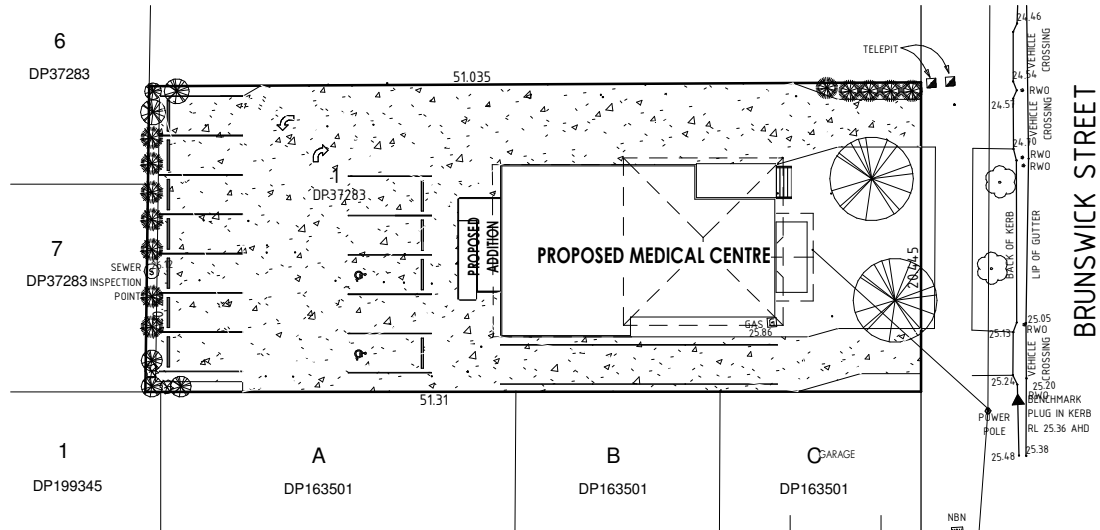 6
DP37283
51.035
TELEPIT
24.46
VEHICLE
CROSSING
24.54
RWO
24.57
VEHICLE
CROSSING
24.70
RWO
RWO
1
DP37283
BRUNSWICK STREET
7
DP37283
SEWER
INSPECTION
POINT
S
PROPOSED
ADDITION
PROPOSED MEDICAL CENTRE
20.445
BACK OF KERB
LIP OF GUTTER
GAS
25.86
25.05
RWO
25.13
VEHICLE
CROSSING
25.24
25.20
RWO
BENCHMARK
PLUG IN KERB
RL 25.36 AHD
POWER
POLE
25.48
25.38
51.31
1
DP199345
A
DP163501
B
DP163501
C
GARAGE
DP163501
NBN